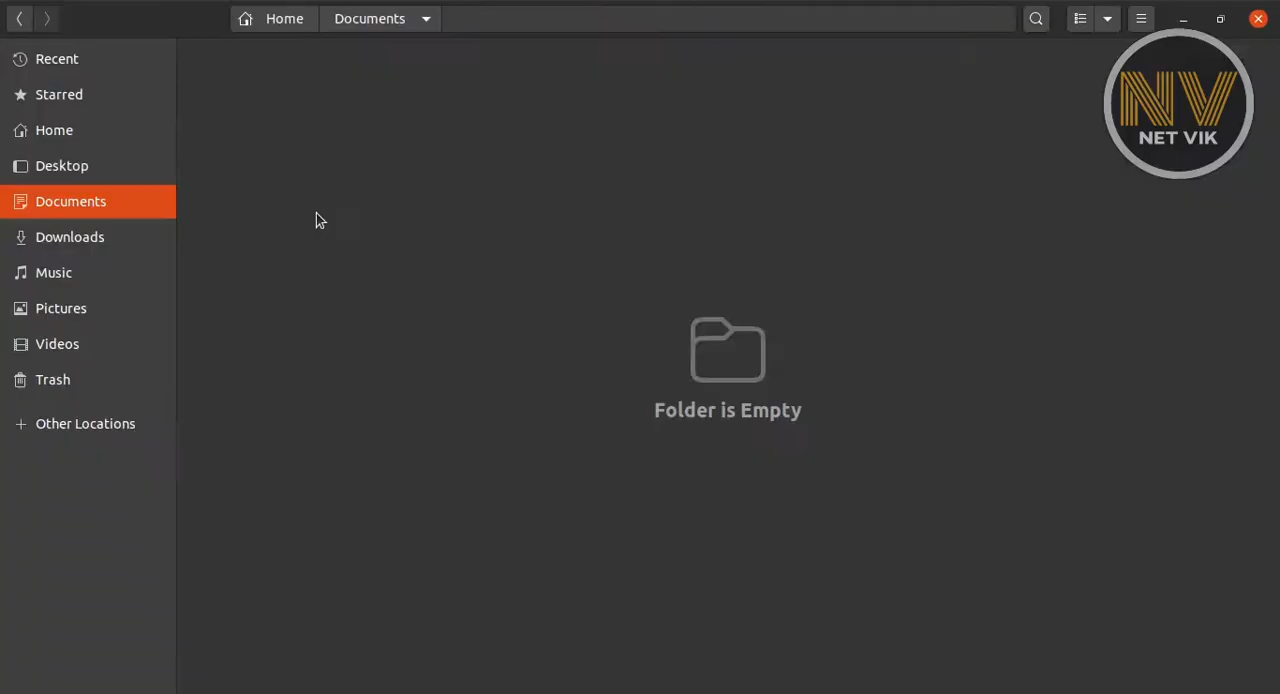 Home
Documents
NV
NET VIK
Recent
Starred
Home
Desktop
Documents
Downloads
Music
Pictures
Videos
Trash
Other Locations
Folder is Empty